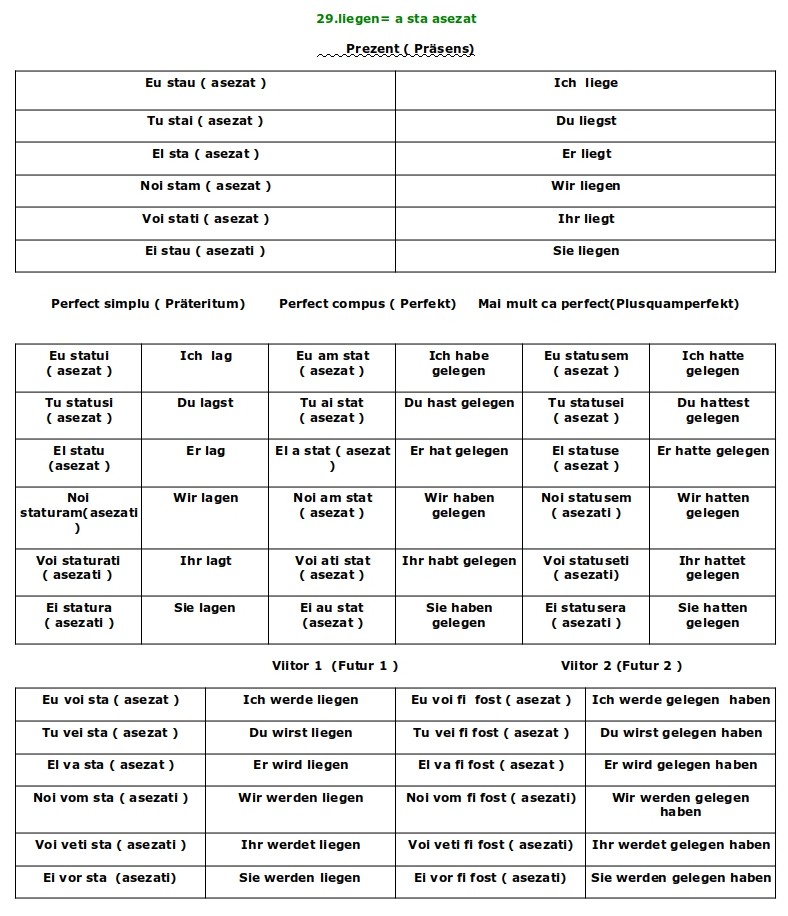 29.liegen= a sta asezat
Prezent ( Präsens)
Eu stau ( asezat )
Ich liege
Tu stai ( asezat )
Du liegst
El sta ( asezat )
Er liegt
Noi stam ( asezat )
Wir liegen
Voi stati ( asezat )
Ihr liegt
Ei stau ( asezati )
Sie liegen
Perfect simplu ( Präteritum) Perfect compus ( Perfekt) Mai mult ca perfect(Plusquamperfekt)
Eu statui
( asezat )
Ich lag
Eu am stat
( asezat )
Ich habe
gelegen
Eu statusem
( asezat )
Ich hatte
gelegen
Tu statusi
( asezat )
Du lagst
Tu ai stat
( asezat )
Du hast gelegen
Tu statusei
( asezat )
Du hattest
gelegen
El statu
(asezat )
Er lag
El a stat ( asezat
)
Er hat gelegen
El statuse
( asezat )
Er hatte gelegen
Noi
staturam(asezati
)
Wir lagen
Noi am stat
( asezat )
Wir haben
gelegen
Noi statusem
( asezati )
Wir hatten
gelegen
Voi staturati
( asezati )
Ihr lagt
Voi ati stat
( asezat )
Ihr habt gelegen
Voi statuseti
( asezati)
Ihr hattet
gelegen
Ei statura
( asezati )
Sie lagen
Ei au stat
(asezat )
Sie haben
gelegen
Ei statusera
( asezati )
Sie hatten
gelegen
Viitor 1 (Futur 1 ) Viitor 2 (Futur 2 )
Eu voi sta ( asezat )
Ich werde liegen
Eu voi fi fost ( asezat )
Ich werde gelegen haben
Tu vei sta ( asezat )
Du wirst liegen
Tu vei fi fost ( asezat )
Du wirst gelegen haben
El va sta ( asezat )
Er wird liegen
El va fi fost ( asezat )
Er wird gelegen haben
Noi vom sta ( asezati )
Wir werden liegen
Noi vom fi fost ( asezati)
Wir werden gelegen
haben
Voi veti sta ( asezati )
Ihr werdet liegen
Voi veti fi fost ( asezati)
Ihr werdet gelegen haben
Ei vor sta (asezati)
Sie werden liegen
Ei vor fi fost ( asezati)
Sie werden gelegen haben